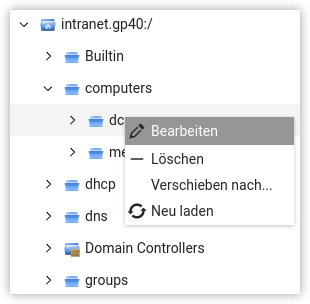 intranet.gp40:/
Builtin
computers
dc
Bearbeiten
Löschen
me
Verschieben nach...
dhcp
Neu laden
dns
Domain Controllers
groups